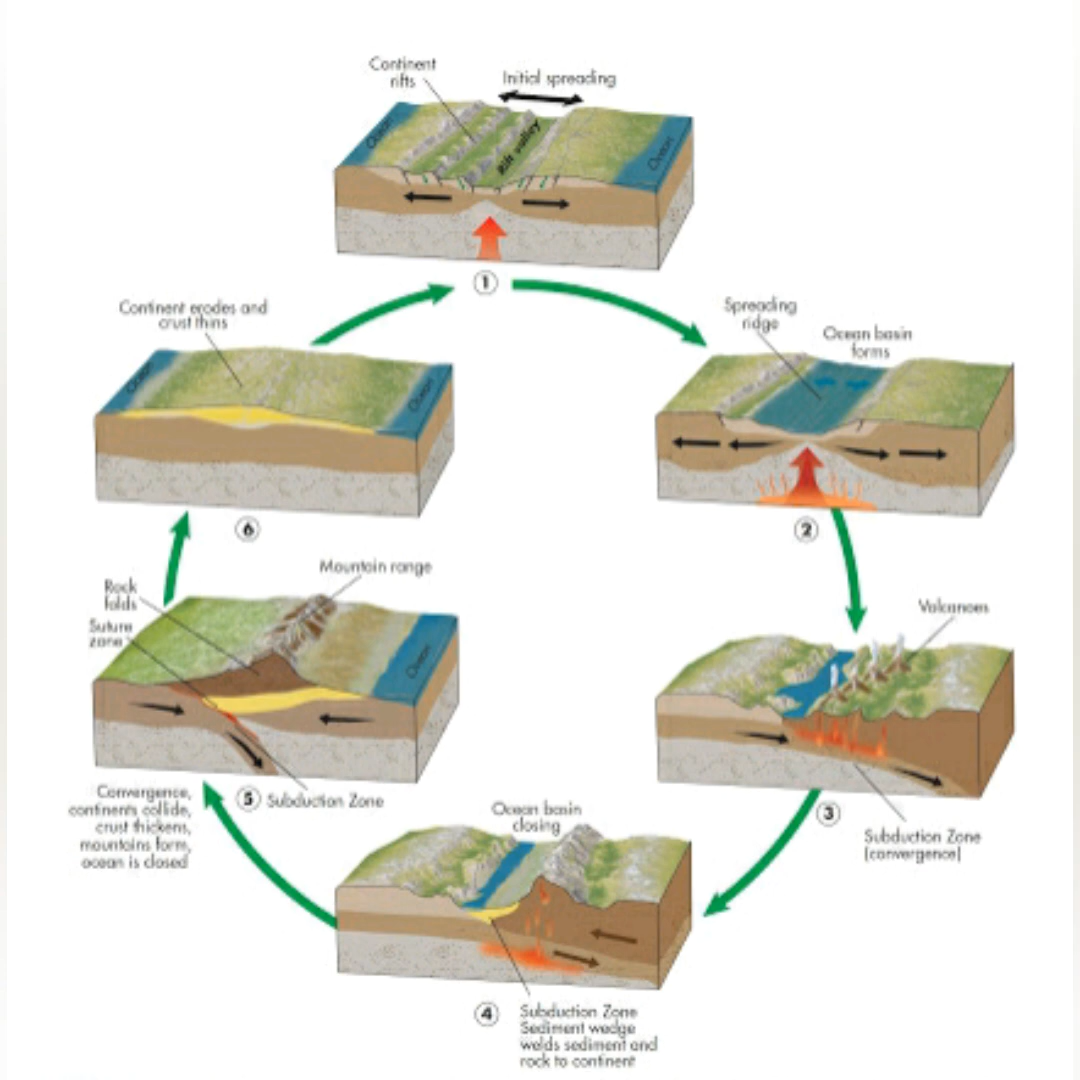 Continent
rifts
Initial spreading
Ocean
Rift valley
Ocean
1
Spreading
ridge
Ocean basin
forms
2
Volcanoes
3
Subduction Zone
(convergence)
Ocean basin
closing
4
Subduction Zone
Sediment wedge
welds sediment and
rock to continent
Mountain range
Rock
folds
Suture
zone
Ocean
5
Subduction Zone
Convergence,
continents collide,
crust thickens,
mountains form,
ocean is closed
Continent erodes and
crust thins
Ocean
Ocean
6